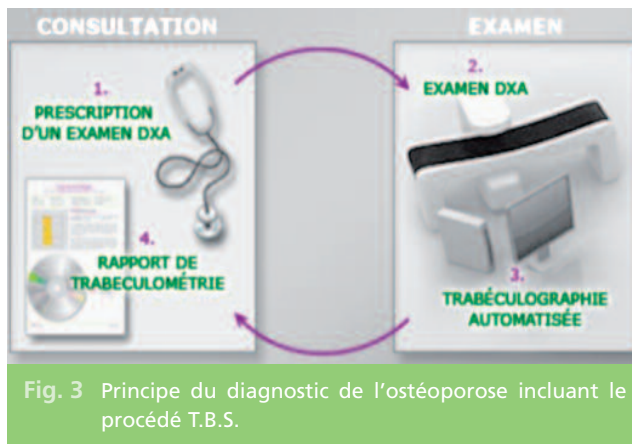 CONSULTATION
1.
PRESCRIPTION
D'UN EXAMEN DXA
4.
RAPPORT DE
TRABECULOMÉTRIE
EXAMEN
2.
EXAMEN DXA
3.
TRABÉCULOGRAPHIE
AUTOMATISÉE
Fig. 3 Principe du diagnostic de l'ostéoporose incluant le
procédé T.B.S.